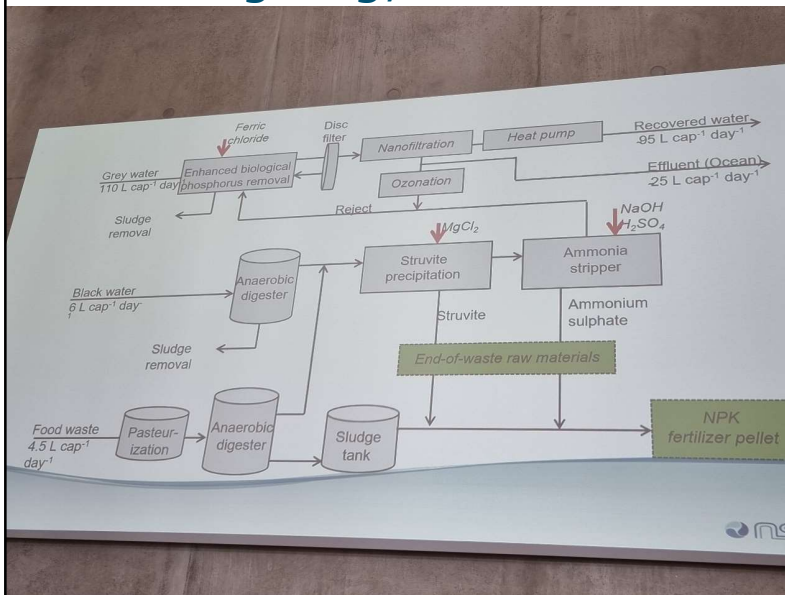 Ferric
chloride
Disc
filter
Nanofiltration
Heat pump
Recovered water
95 L cap-1 day-1
Grey water
110 L cap-1 day
Enhanced biological
phosphorus removal
Effluent (Ocean)
25 L cap-1 day-1
Ozonation
Sludge
removal
Reject
MgCl2
NaOH
H2SO4
Black water
6 L cap-1 day-
1
Anaerobic
digester
Struvite
precipitation
Ammonia
stripper
Sludge
removal
Struvite
Ammonium
sulphate
End-of-waste raw materials
Food waste
4.5 L cap-1
day-1
Pasteur-
ization
Anaerobic
digester
Sludge
tank
NPK
fertilizer pellet